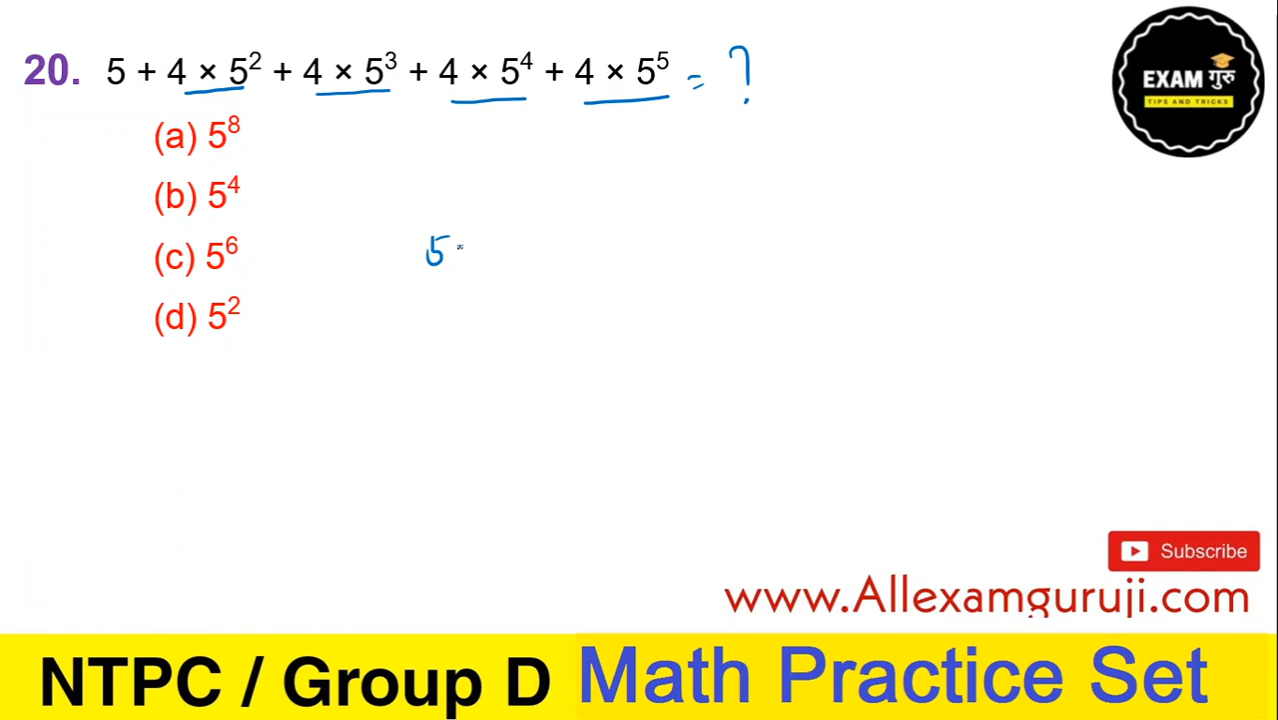 20. 5 + 4 × 5² + 4 × 5³ + 4 × 5⁴ + 4 × 5⁵ = ?
(a) 5⁸
(b) 5⁴
(c) 5⁶
(d) 5²
5
EXAM गुरु
TIPS AND TRICKS
Subscribe
www.Allexamguruji.com
NTPC / Group D Math Practice Set